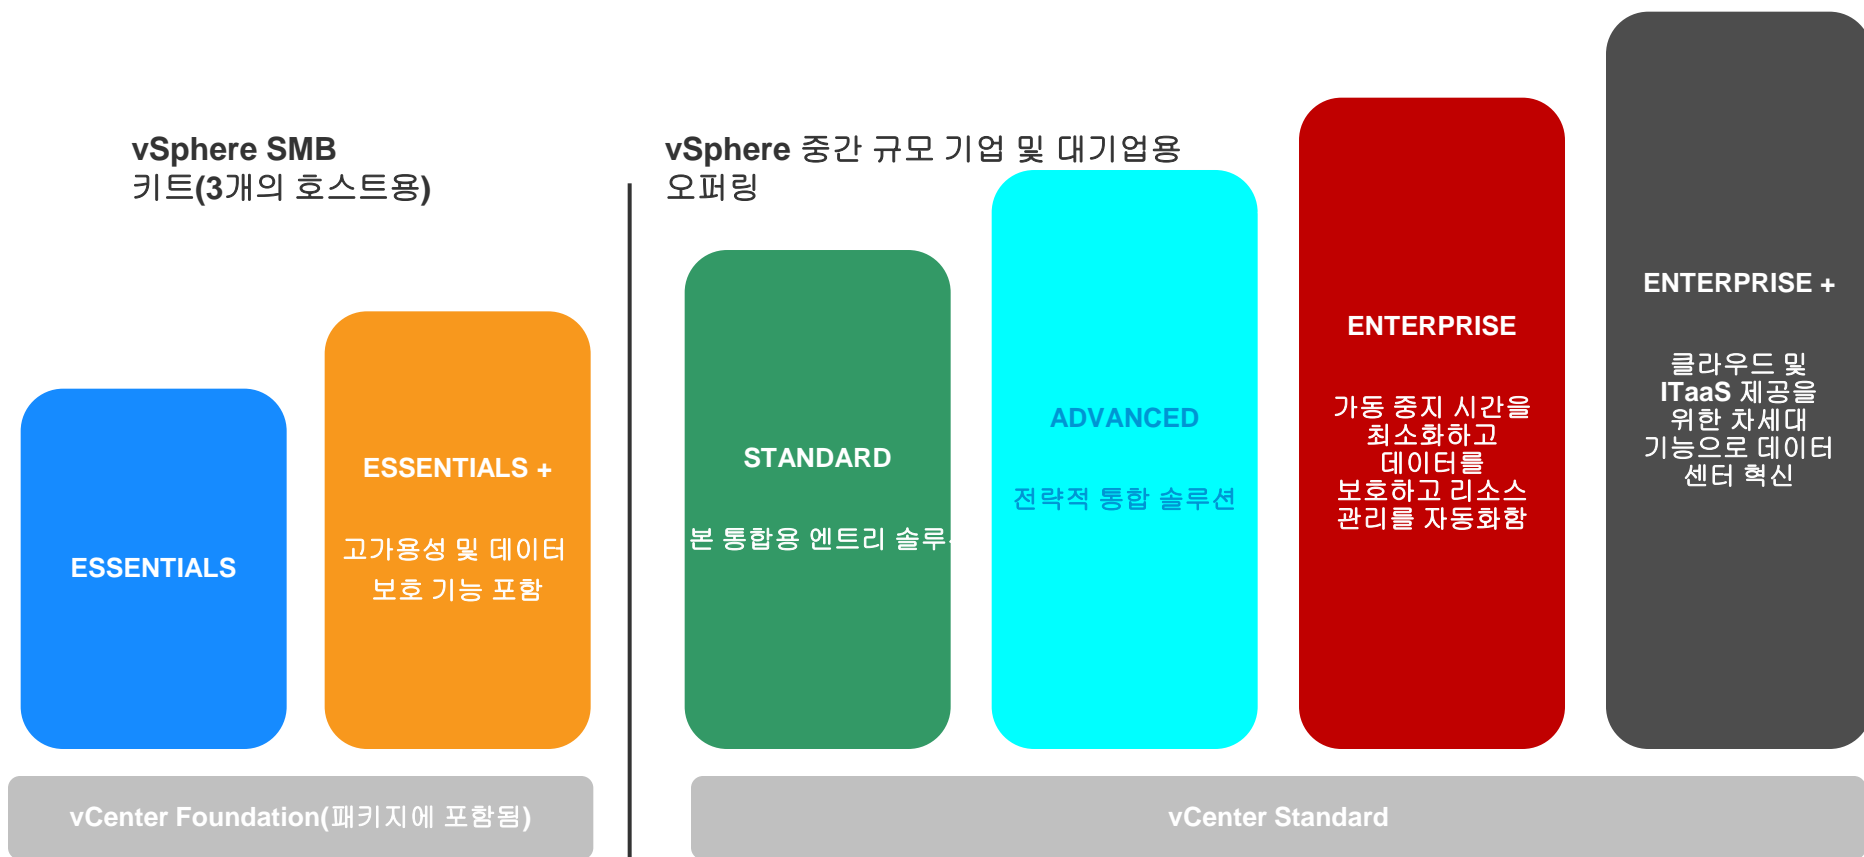 vSphere SMB
키트(3개의 호스트용)
vSphere 중간 규모 기업 및 대기업용
오퍼링
ESSENTIALS
ESSENTIALS +
고가용성 및 데이터
보호 기능 포함
STANDARD
본 통합용 엔트리 솔루
ADVANCED
전략적 통합 솔루션
ENTERPRISE
가동 중지 시간을
최소화하고
데이터를
보호하고 리소스
관리를 자동화함
ENTERPRISE +
클라우드 및
ITaaS 제공을
위한 차세대
기능으로 데이터
센터 혁신
vCenter Foundation(패키지에 포함됨)
vCenter Standard